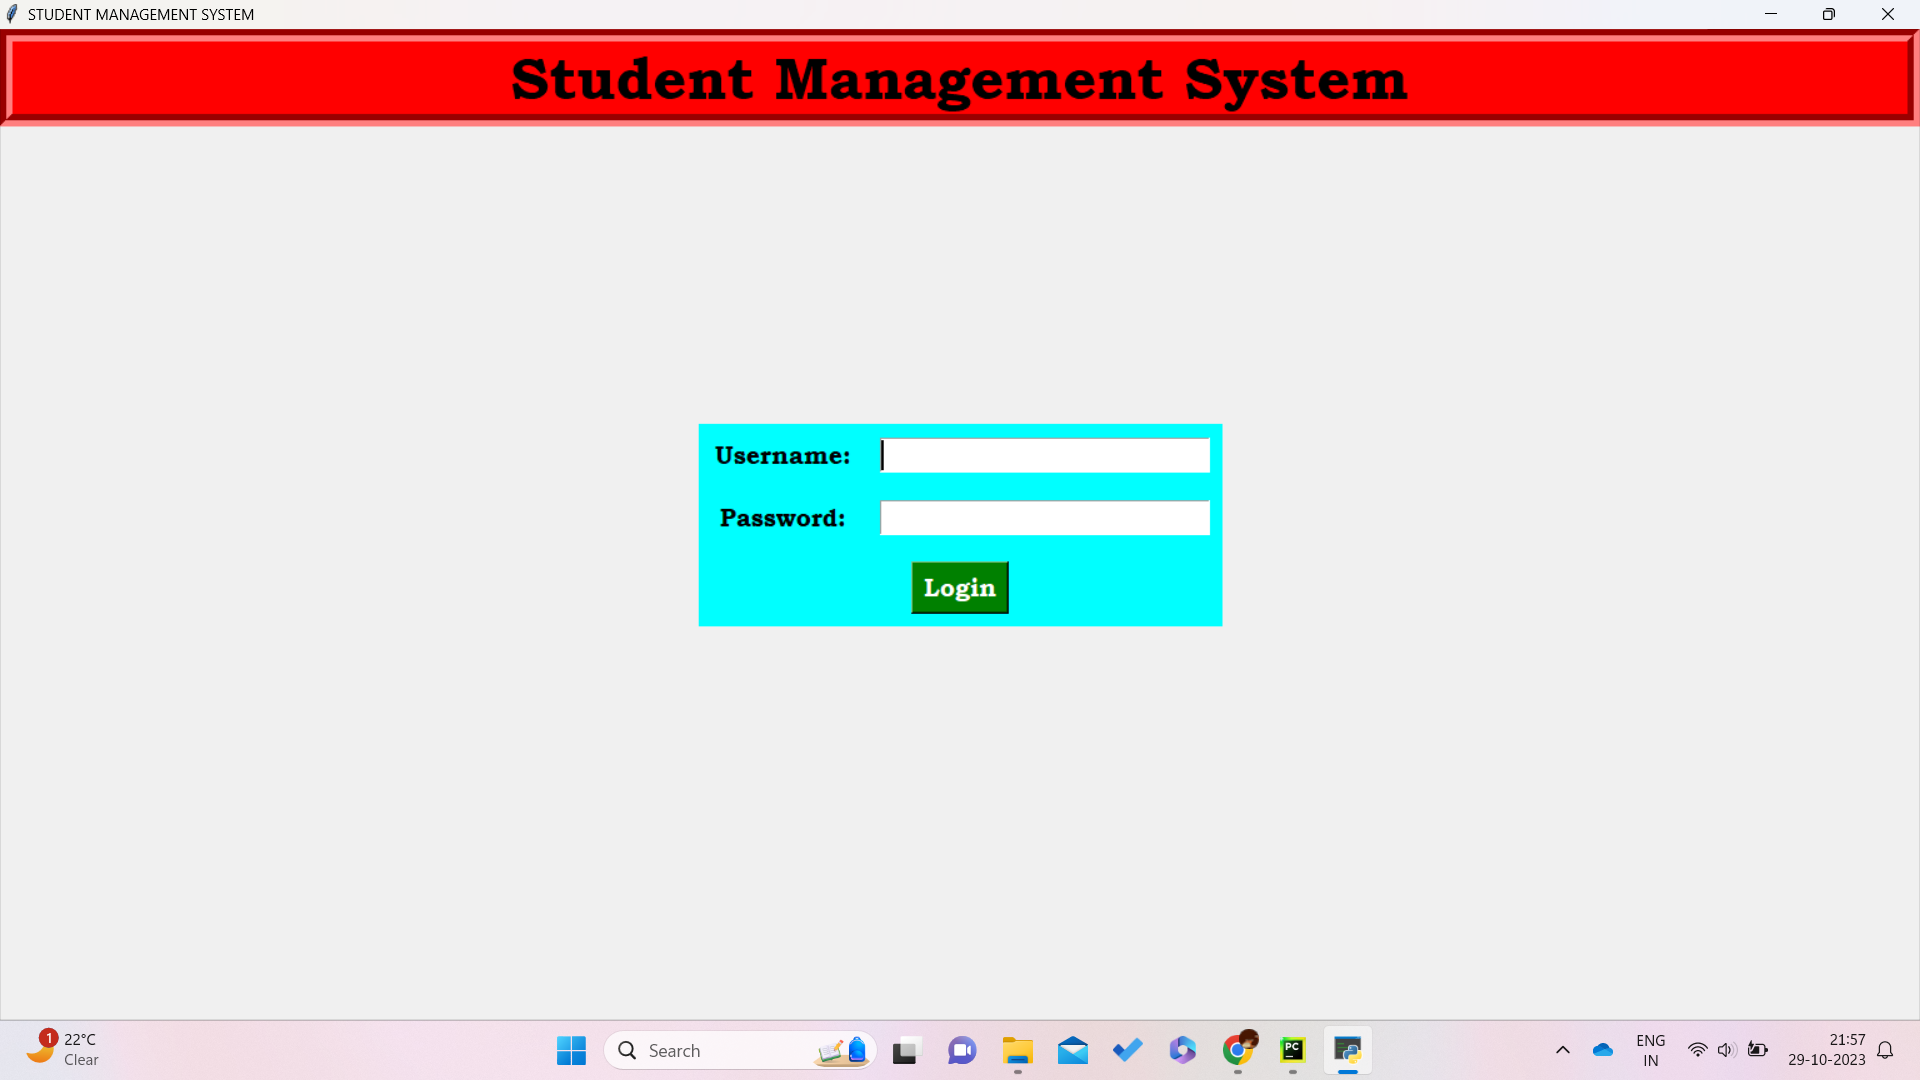 STUDENT MANAGEMENT SYSTEM
Student Management System
Username:
Password:
Login
1
22°C
Clear
Search
PC
ENG
IN
21:57
29-10-2023